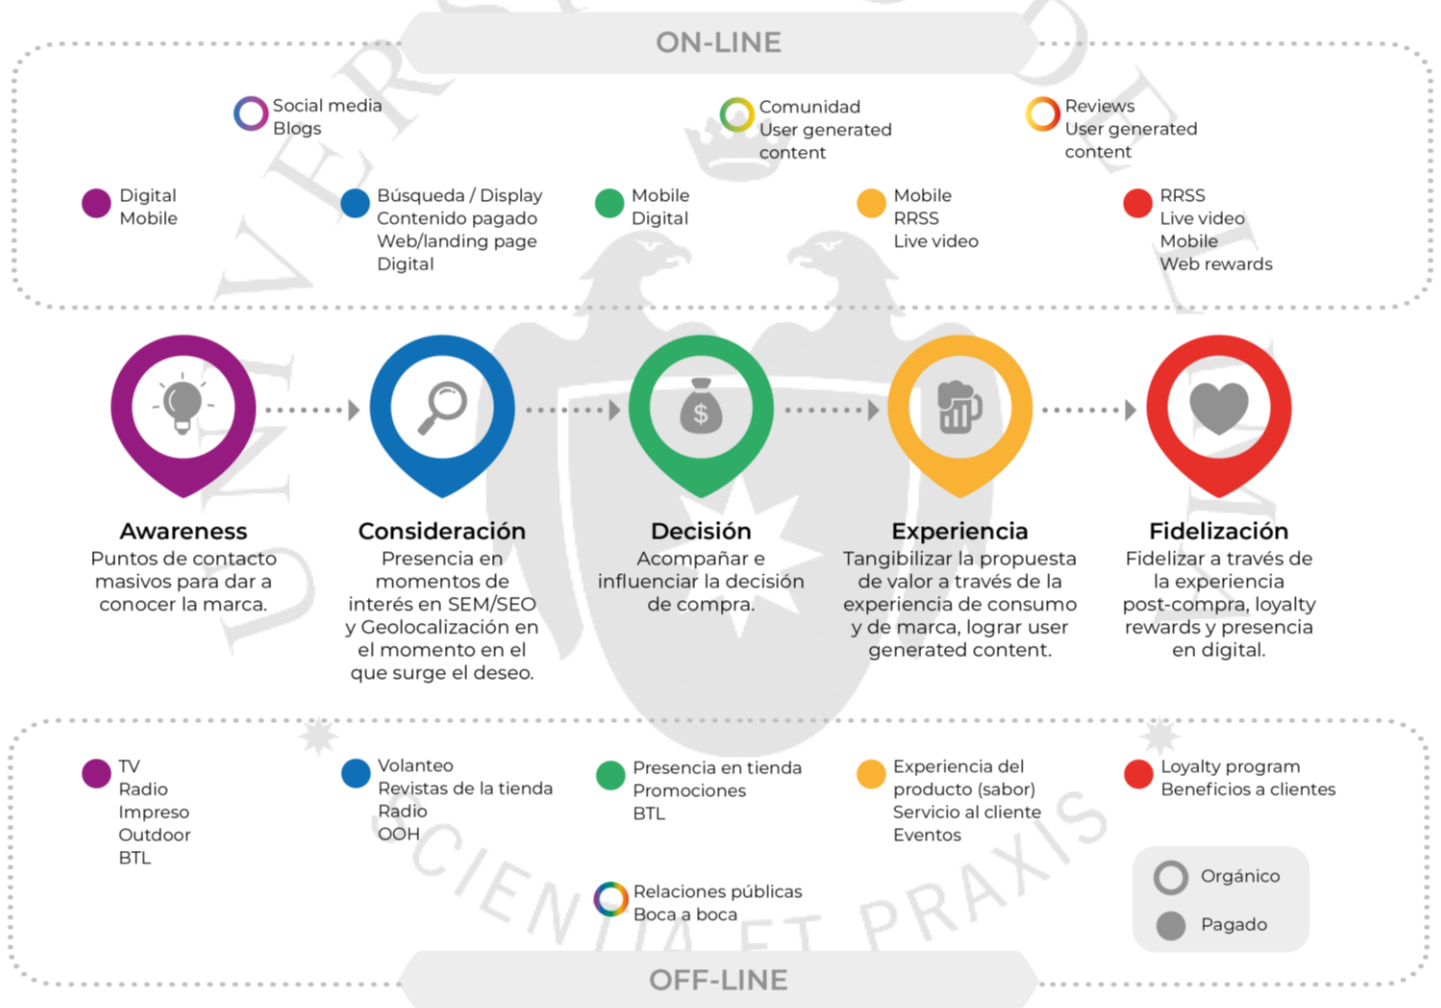 ON-LINE
Social media
Blogs
Comunidad
User generated
content
Reviews
User generated
content
Digital
Mobile
Búsqueda / Display
Contenido pagado
Web/landing page
Digital
Mobile
Digital
Mobile
RRSS
Live video
RRSS
Live video
Mobile
Web rewards
$
Awareness
Puntos de contacto
masivos para dar a
conocer la marca.
Consideración
Presencia en
momentos de
interés en SEM/SEO
y Geolocalización en
el momento en el
que surge el deseo.
Decisión
Acompañar e
influenciar la decisión
de compra.
Experiencia
Tangibilizar la propuesta
de valor a través de la
experiencia de consumo
y de marca, lograr user
generated content.
Fidelización
Fidelizar a través de
la experiencia
post-compra, loyalty
rewards y presencia
en digital.
TV
Radio
Impreso
Outdoor
BTL
Volanteo
Revistas de la tienda
Radio
OOH
Presencia en tienda
Promociones
BTL
Experiencia del
producto (sabor)
Servicio al cliente
Eventos
Loyalty program
Beneficios a clientes
Relaciones públicas
Boca a boca
Orgánico
Pagado
OFF-LINE
SCIENTIA ET PRAXIS